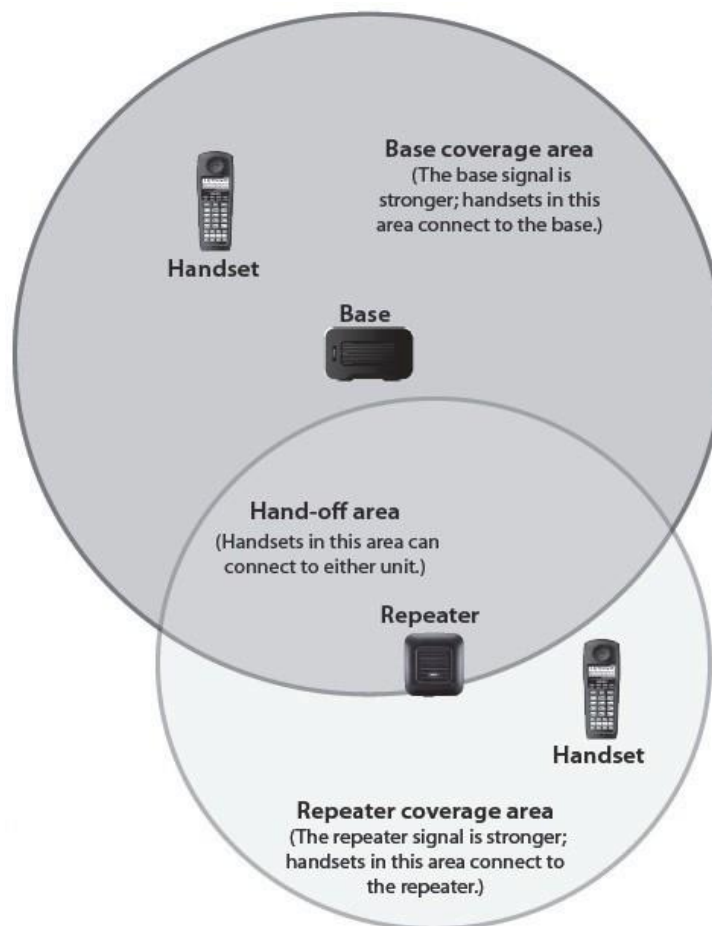 Base coverage area
(The base signal is
stronger; handsets in this
area connect to the base.)
Handset
Base
Hand-off area
(Handsets in this area can
connect to either unit.)
Repeater
Handset
Repeater coverage area
(The repeater signal is stronger;
handsets in this area connect to
the repeater.)